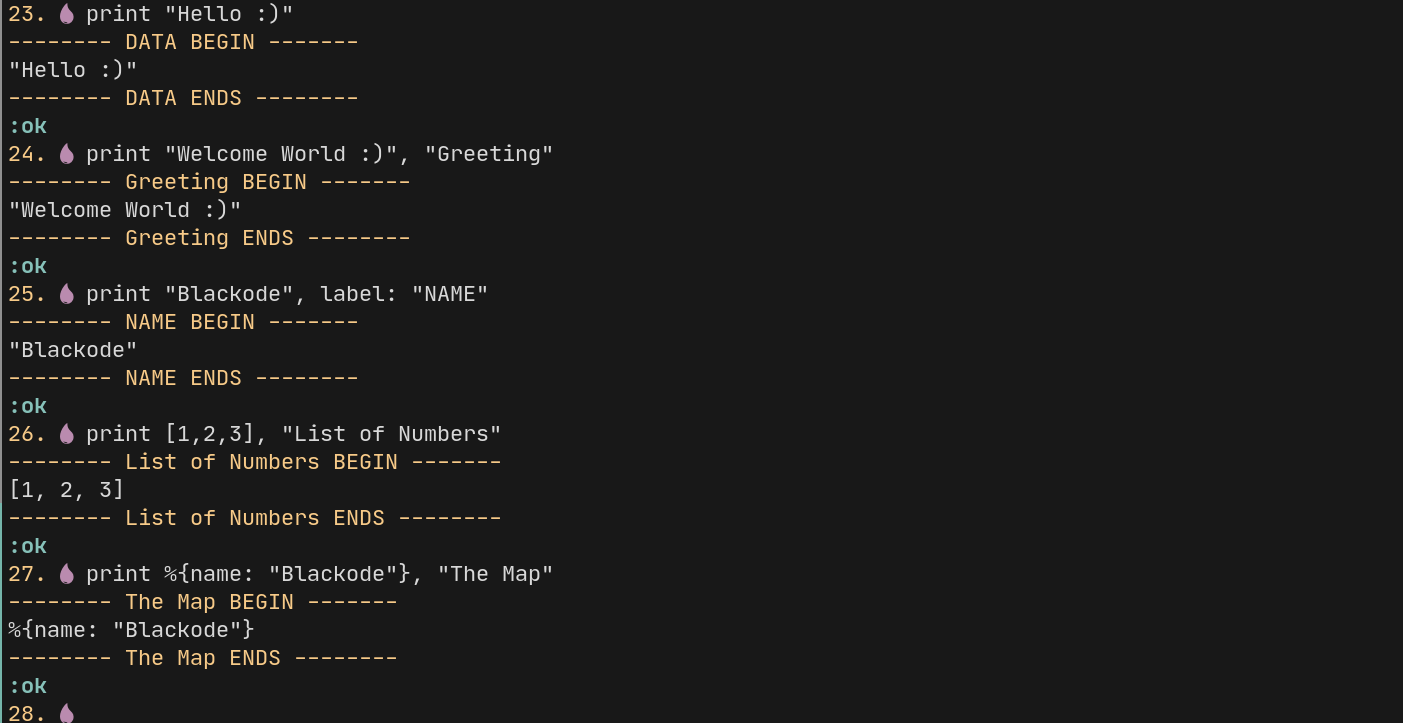 23. print "Hello :)"
-------- DATA BEGIN -------
"Hello :)"
-------- DATA ENDS --------
:ok
24. print "Welcome World :)", "Greeting"
-------- Greeting BEGIN -------
"Welcome World :)"
-------- Greeting ENDS --------
:ok
25. print "Blackode", label: "NAME"
-------- NAME BEGIN -------
"Blackode"
-------- NAME ENDS --------
:ok
26. print [1,2,3], "List of Numbers"
-------- List of Numbers BEGIN -------
[1, 2, 3]
-------- List of Numbers ENDS --------
:ok
27. print %{name: "Blackode"}, "The Map"
-------- The Map BEGIN -------
%{name: "Blackode"}
-------- The Map ENDS --------
:ok
28.